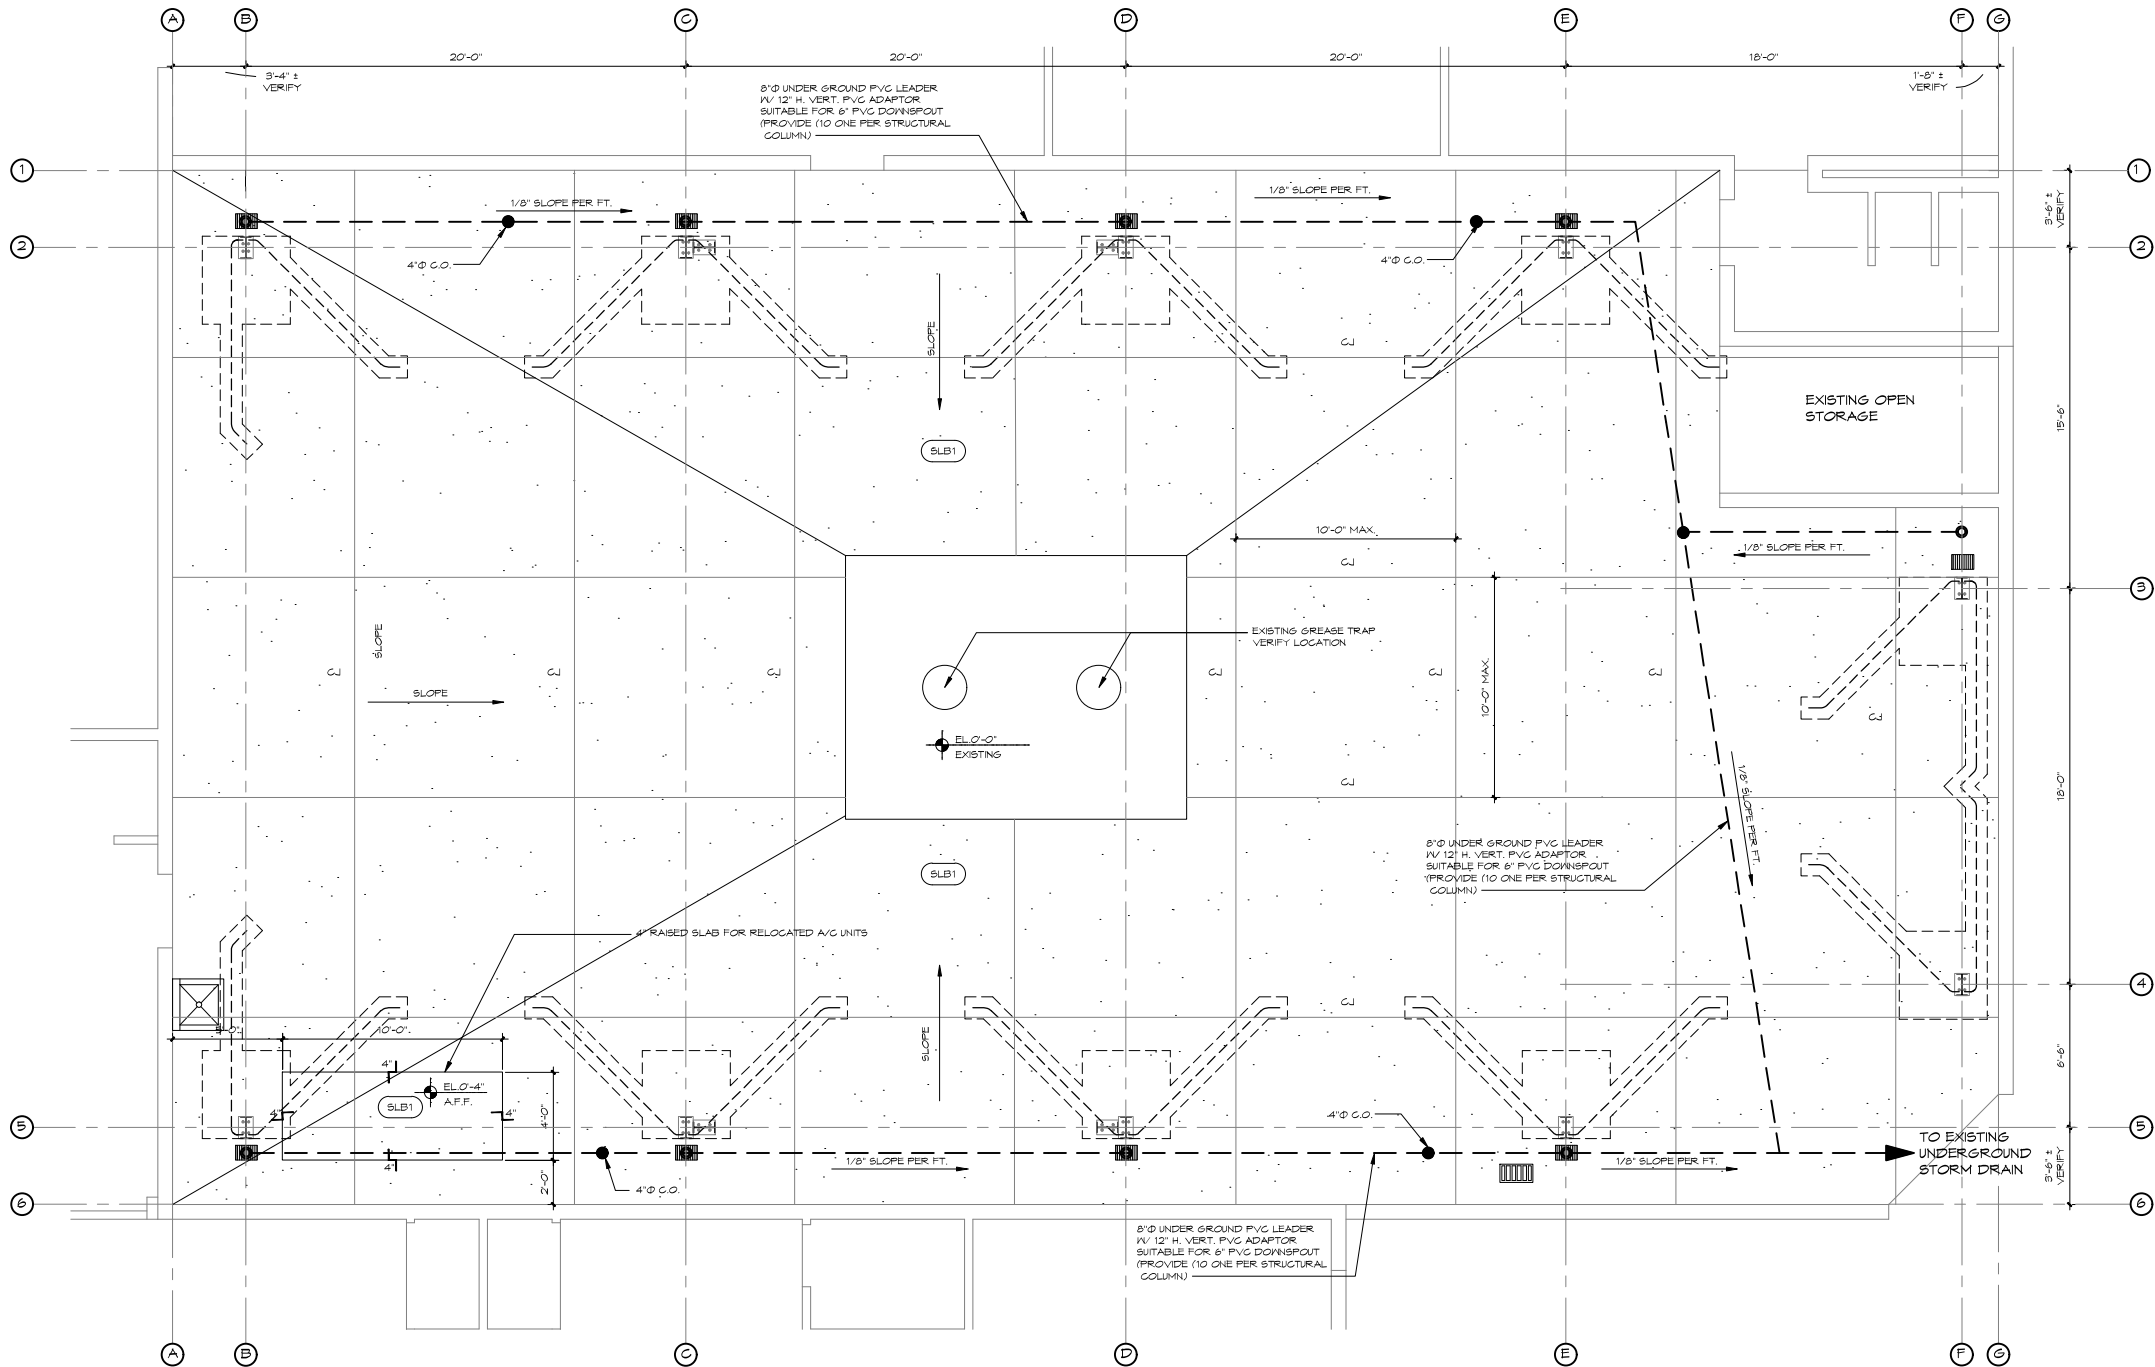 A
B
C
D
E
F
G
20'-0"
20'-0"
20'-0"
18'-0"
3'-4" ±
VERIFY
1'-8" ±
VERIFY
8"Φ UNDER GROUND PVC LEADER
W/ 12" H. VERT. PVC ADAPTOR
SUITABLE FOR 6" PVC DOWNSPOUT
(PROVIDE (10 ONE PER STRUCTURAL
COLUMN)
1
1
3'-6" ±
VERIFY
1/8" SLOPE PER FT.
1/8" SLOPE PER FT.
2
2
4"Φ C.O.
4"Φ C.O.
SLOPE
CJ
EXISTING OPEN
STORAGE
15'-6"
SLB1
10'-0" MAX.
1/8" SLOPE PER FT.
CJ
3
3
EXISTING GREASE TRAP
VERIFY LOCATION
SLOPE
CJ
CJ
CJ
CJ
CJ
CJ
SLOPE
10'-0" MAX.
CJ
EL.0'-0"
EXISTING
CJ
18'-0"
1/8" SLOPE PER FT.
8"Φ UNDER GROUND PVC LEADER
W/ 12" H. VERT. PVC ADAPTOR
SUITABLE FOR 6" PVC DOWNSPOUT
(PROVIDE (10 ONE PER STRUCTURAL
COLUMN)
SLB1
4" RAISED SLAB FOR RELOCATED A/C UNITS
4
4
CJ
10'-0"
SLOPE
6'-6"
4"
EL.0'-4"
A.F.F.
SLB1
4"
4"
4'-0"
4"Φ C.O.
5
5
TO EXISTING
UNDERGROUND
STORM DRAIN
4"
1/8" SLOPE PER FT.
1/8" SLOPE PER FT.
3'-6" ±
VERIFY
2'-0"
4"Φ C.O.
6
6
8"Φ UNDER GROUND PVC LEADER
W/ 12" H. VERT. PVC ADAPTOR
SUITABLE FOR 6" PVC DOWNSPOUT
(PROVIDE (10 ONE PER STRUCTURAL
COLUMN)
A
B
C
D
E
F
G